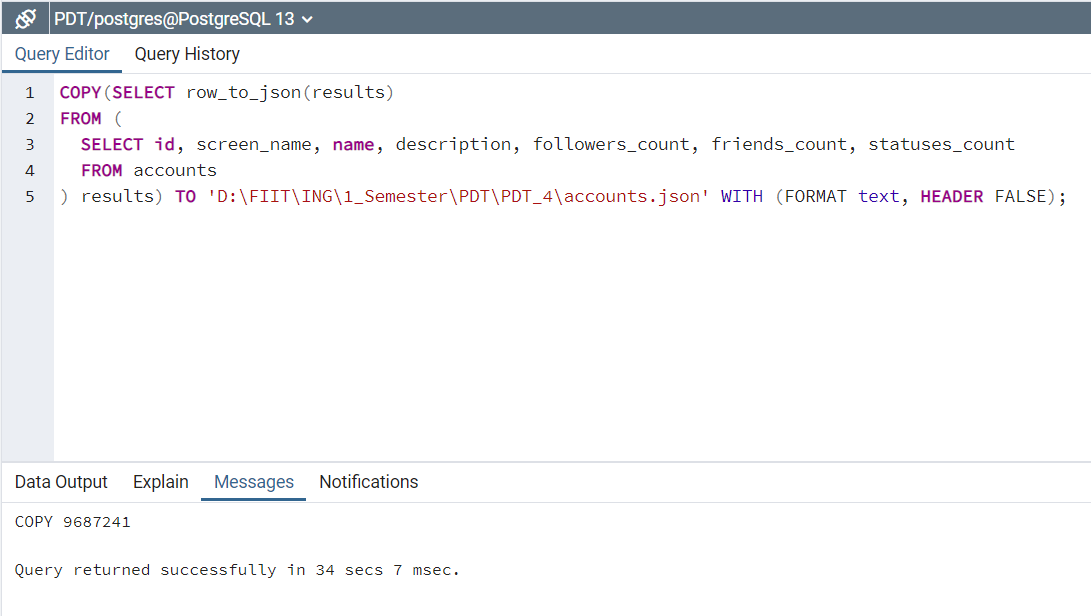 PDT/postgres@PostgreSQL 13
Query Editor Query History
1 COPY(SELECT row_to_json(results)
2 FROM (
3   SELECT id, screen_name, name, description, followers_count, friends_count, statuses_count
4   FROM accounts
5 ) results) TO 'D:\FIIT\ING\1_Semester\PDT\PDT_4\accounts.json' WITH (FORMAT text, HEADER FALSE);
Data Output Explain Messages Notifications
COPY 9687241
Query returned successfully in 34 secs 7 msec.